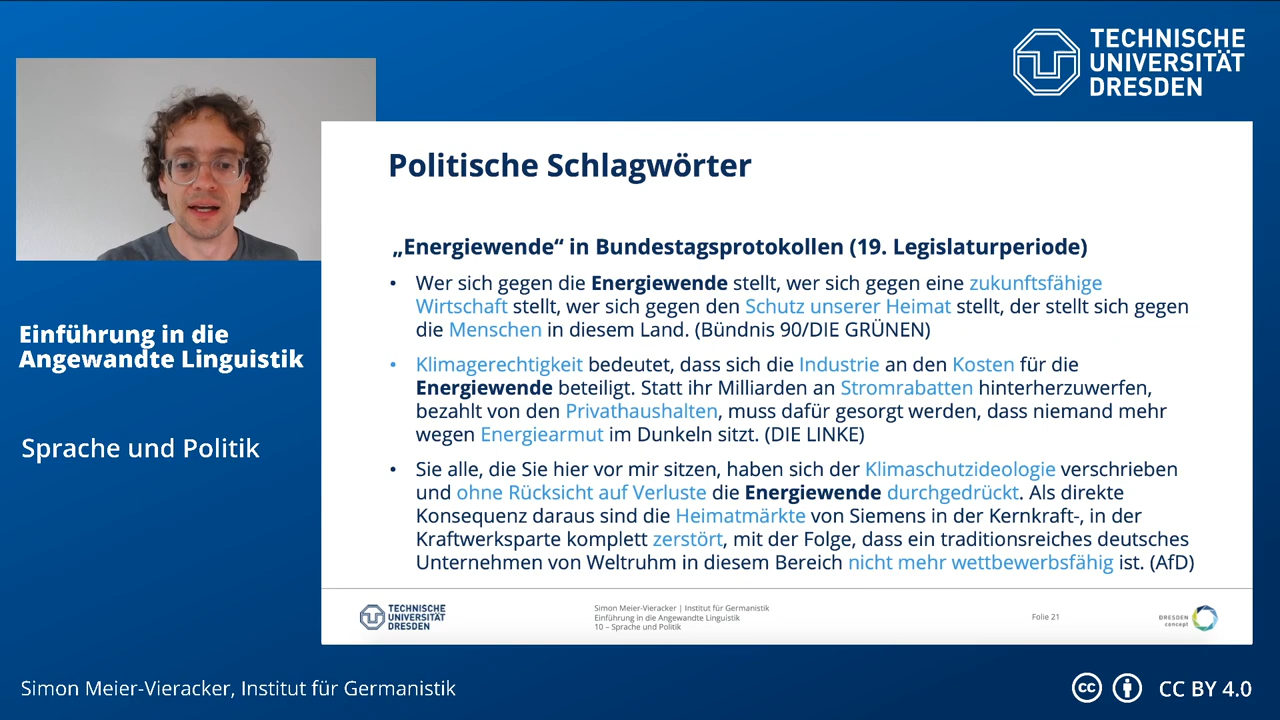 TECHNISCHE
UNIVERSITÄT
DRESDEN
Politische Schlagwörter
„Energiewende“ in Bundestagsprotokollen (19. Legislaturperiode)
• Wer sich gegen die Energiewende stellt, wer sich gegen eine zukunftsfähige
Wirtschaft stellt, wer sich gegen den Schutz unserer Heimat stellt, der stellt sich gegen
die Menschen in diesem Land. (Bündnis 90/DIE GRÜNEN)
• Klimagerechtigkeit bedeutet, dass sich die Industrie an den Kosten für die
Energiewende beteiligt. Statt ihr Milliarden an Stromrabatten hinterherzuwerfen,
bezahlt von den Privathaushalten, muss dafür gesorgt werden, dass niemand mehr
wegen Energiearmut im Dunkeln sitzt. (DIE LINKE)
• Sie alle, die Sie hier vor mir sitzen, haben sich der Klimaschutzideologie verschrieben
und ohne Rücksicht auf Verluste die Energiewende durchgedrückt. Als direkte
Konsequenz daraus sind die Heimatmärkte von Siemens in der Kernkraft-, in der
Kraftwerksparte komplett zerstört, mit der Folge, dass ein traditionsreiches deutsches
Unternehmen von Weltruhm in diesem Bereich nicht mehr wettbewerbsfähig ist. (AfD)
Einführung in die
Angewandte Linguistik
Sprache und Politik
TECHNISCHE
UNIVERSITÄT
DRESDEN
Simon Meier-Vieracker | Institut für Germanistik
Einführung in die Angewandte Linguistik
10 – Sprache und Politik
Folie 21
DRESDEN
concept
Simon Meier-Vieracker, Institut für Germanistik
cc CC BY 4.0